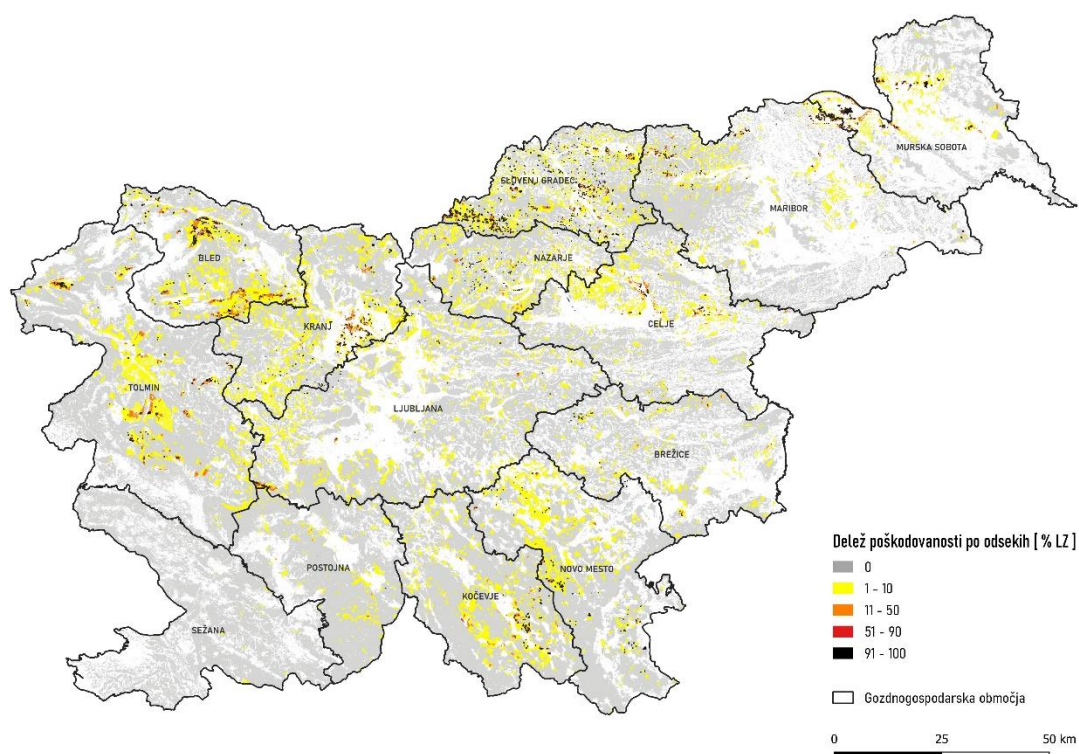 MURSKA SOBOTA
SLOVENJ GRADEC
MARIBOR
BLED
NAZARJE
KRANJ
CELJE
TOLMIN
LJUBLJANA
BREŽICE
POSTOJNA
NOVO MESTO
KOČEVJE
SEŽANA
Delež poškodovanosti po odsekih [ % LZ ]
0
1 - 10
11 - 50
51 - 90
91 - 100
Gozdnogospodarska območja
0 25 50 km